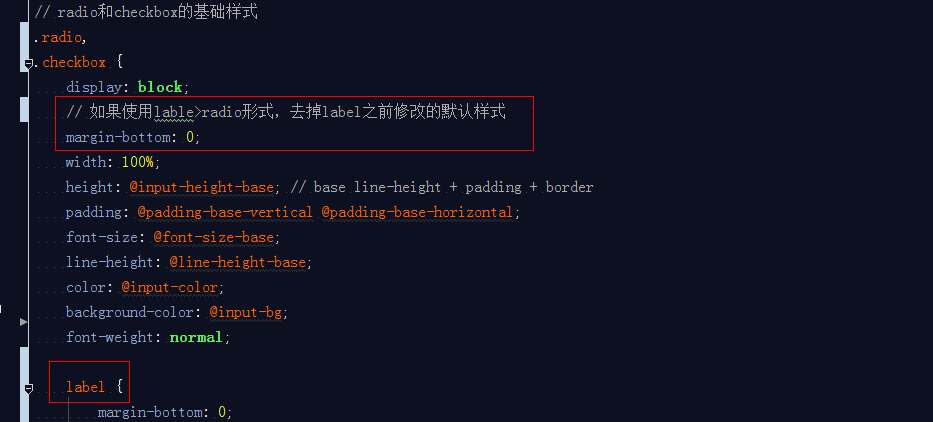 // radio和checkbox的基础样式
.radio,
.checkbox {
display: block;
// 如果使用lable>radio形式，去掉label之前修改的默认样式
margin-bottom: 0;
width: 100%;
height: @input-height-base; // base line-height + padding + border
padding: @padding-base-vertical @padding-base-horizontal;
font-size: @font-size-base;
line-height: @line-height-base;
color: @input-color;
background-color: @input-bg;
font-weight: normal;
label {
margin-bottom: 0;